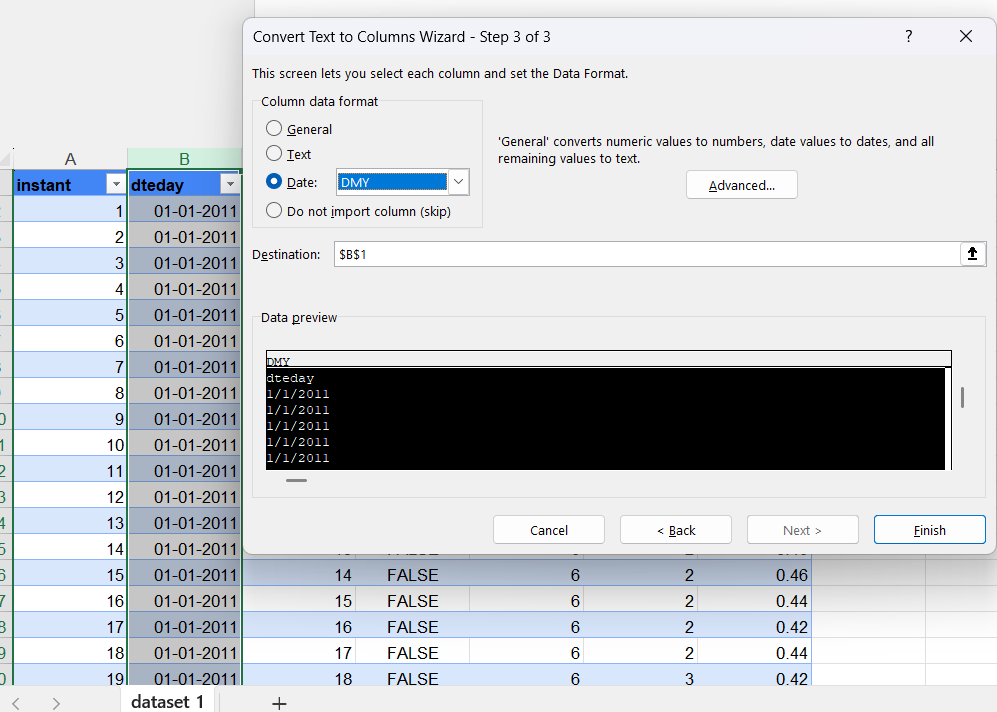 Convert Text to Columns Wizard - Step 3 of 3 ?
This screen lets you select each column and set the Data Format.
Column data format
General
Text
Date: DMY
Do not import column (skip)
'General' converts numeric values to numbers, date values to dates, and all
remaining values to text.
Advanced...
Destination: $B$1
Data preview
DMY
dteday
1/1/2011
1/1/2011
1/1/2011
1/1/2011
1/1/2011
Cancel < Back Next > Finish
A B
instant dteday
1 01-01-2011
2 01-01-2011
3 01-01-2011
4 01-01-2011
5 01-01-2011
6 01-01-2011
7 01-01-2011
8 01-01-2011
9 01-01-2011
10 01-01-2011
11 01-01-2011
12 01-01-2011
13 01-01-2011
14 01-01-2011
15 01-01-2011 14 FALSE 6 2 0.46
16 01-01-2011 15 FALSE 6 2 0.44
17 01-01-2011 16 FALSE 6 2 0.42
18 01-01-2011 17 FALSE 6 2 0.44
19 01-01-2011 18 FALSE 6 3 0.42
dataset 1